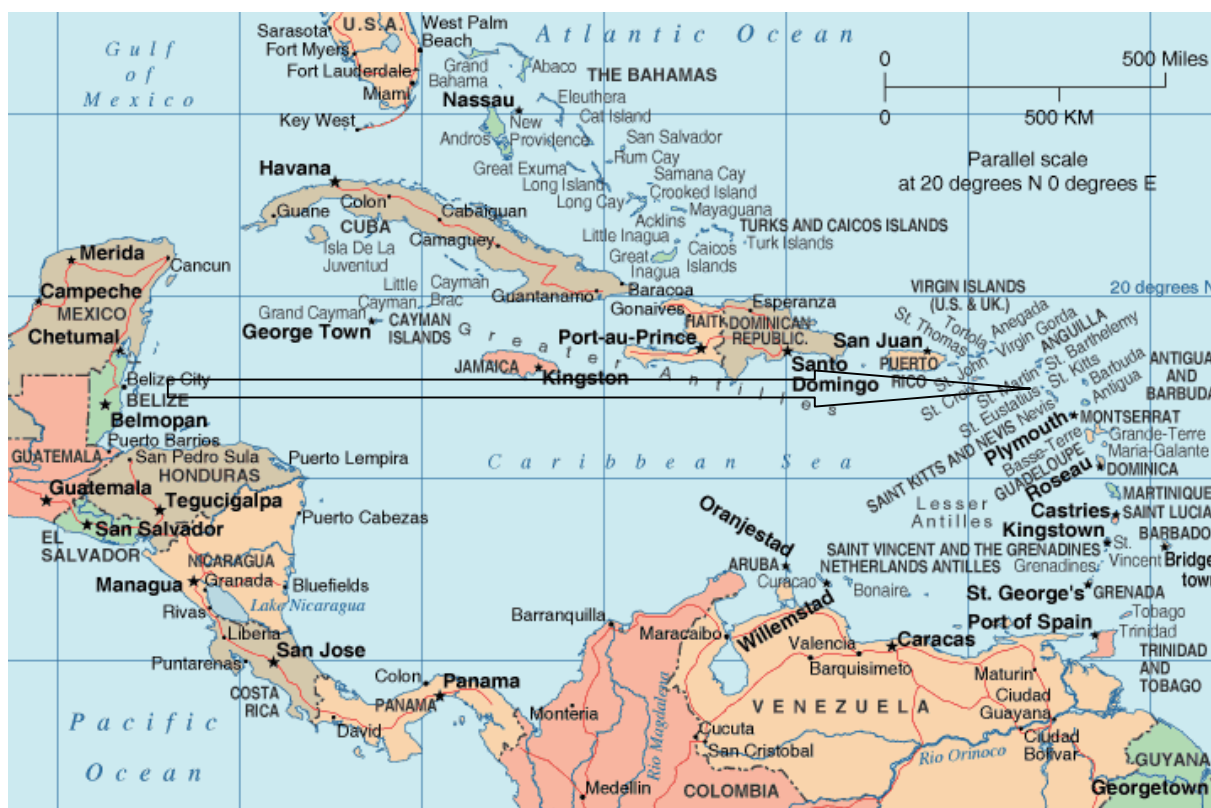 Gulf
of
Mexico
U.S.A.
Sarasota
Fort Myers
Fort Lauderdale
Miami
Key West
West Palm
Beach
Atlantic Ocean
0 500 Miles
0 500 KM
Parallel scale
at 20 degrees N 0 degrees E
Grand
Bahama
Abaco
THE BAHAMAS
Nassau
New
Providence
Andros
Eleuthera
Cat Island
San Salvador
Great Exuma
Rum Cay
Long Island
Samana Cay
Long Cay
Crooked Island
Mayaguana
Acklins
TURKS AND CAICOS ISLANDS
Turk Islands
Little Inagua
Caicos
Islands
Great
Inagua
Havana
Guane
Colon
CUBA
Cabaiguan
Camaguey
Isla De La
Juventud
Guantanamo
Baracoa
Little
Cayman
Cayman
Brac
Grand Cayman
George Town
CAYMAN
ISLANDS
Greater Antilles
Merida
Cancun
Campeche
MEXICO
Chetumal
20 degrees N
Gonaives
Esperanza
HAITI
DOMINICAN
REPUBLIC.
Port-au-Prince
Santo
Domingo
JAMAICA
Kingston
San Juan
PUERTO
RICO
VIRGIN ISLANDS
(U.S. & UK.)
St. Thomas
Tortola
Anegada
Virgin Gorda
St. John
St. Croix
ANGUILLA
St. Martin
St. Barthelemy
St. Eustatius
St. Kitts
Nevis
SAINT KITTS AND NEVIS
Barbuda
Antigua
ANTIGUA
AND
BARBUDA
Plymouth
MONTSERRAT
Basse-Terre
GUADELOUPE
Grande-Terre
Maria-Galante
Roseau
DOMINICA
MARTINIQUE
Lesser
Antilles
Castries
SAINT LUCIA
Kingstown
St.
Vincent
BARBADO
Bridge
town
SAINT VINCENT AND THE GRENADINES
Grenadines
St. George's
GRENADA
Belize City
BELIZE
Belmopan
Puerto Barrios
GUATEMALA
Guatemala
San Pedro Sula
HONDURAS
Puerto Lempira
Tegucigalpa
San Salvador
EL
SALVADOR
Puerto Cabezas
NICARAGUA
Managua
Granada
Bluefields
Lake Nicaragua
Rivas
Liberia
San Jose
Puntarenas
COSTA
RICA
Colon
Panama
PANAMA
David
Caribbean Sea
Pacific
Ocean
Oranjestad
ARUBA
Curacao
NETHERLANDS ANTILLES
Bonaire
Willemstad
Barranquilla
Maracaibo
Valencia
Caracas
Barquisimeto
Port of Spain
Tobago
Trinidad
TRINIDAD
AND
TOBAGO
Maturin
Ciudad
Guayana
Ciudad
Bolivar
VENEZUELA
Rio Orinoco
Monteria
Rio Magdalena
Cucuta
San Cristobal
Medellin
COLOMBIA
GUYANA
Georgetown